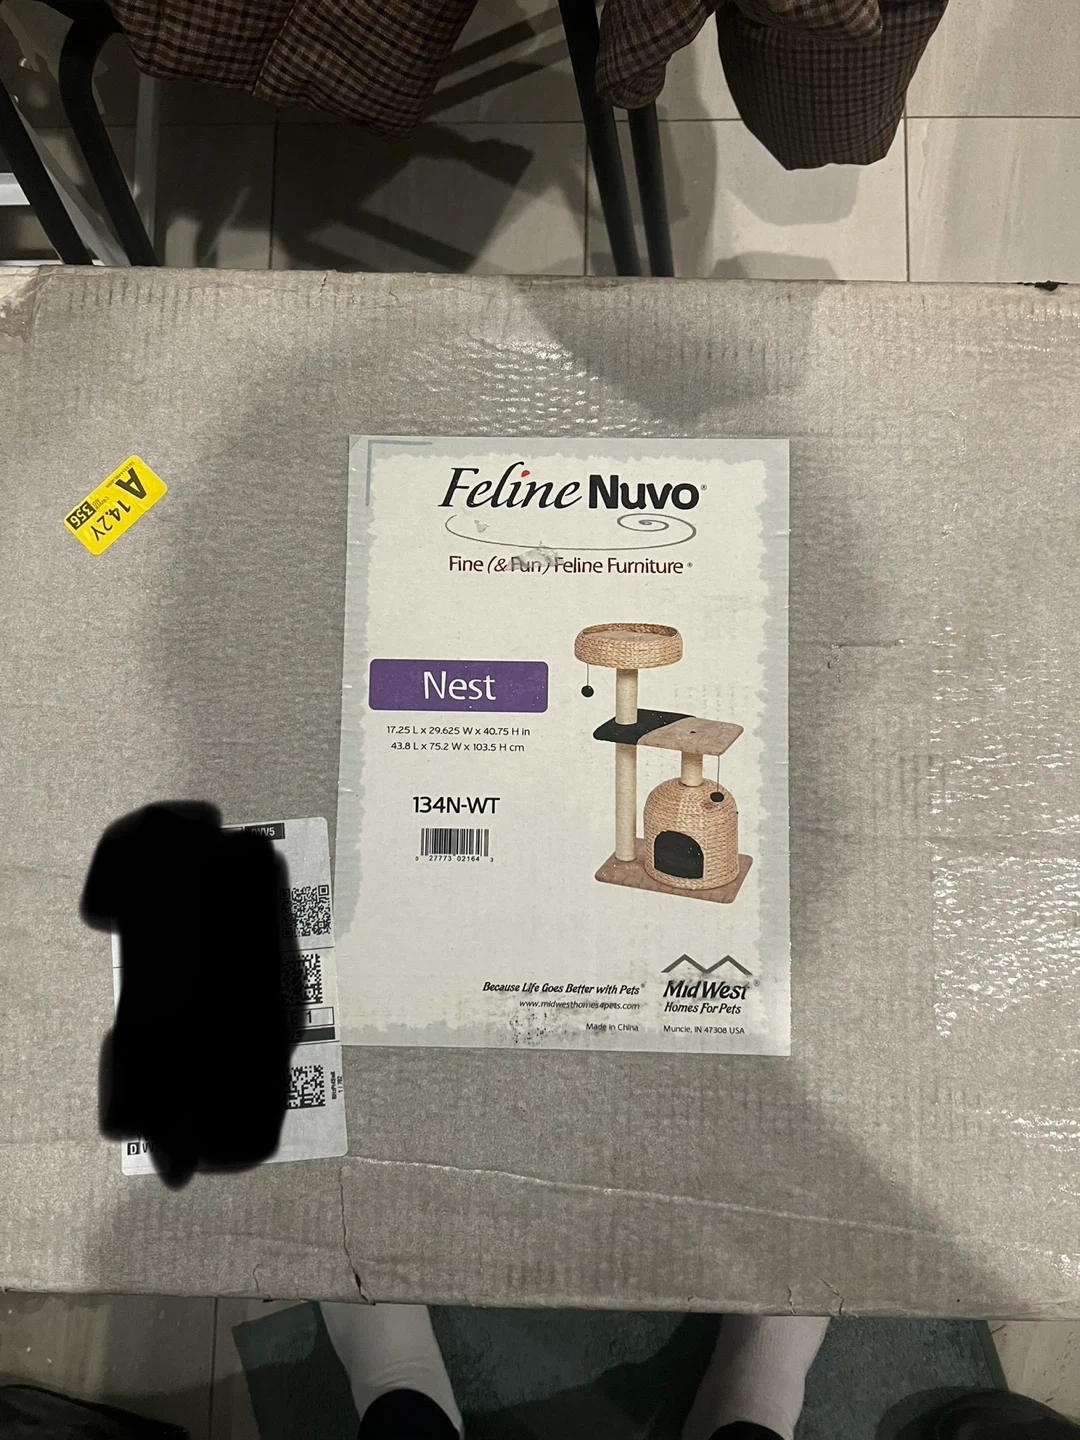 A
14.2Y
356
Feline Nuvo®
Fine (& Fun) Feline Furniture®
Nest
17.25 L x 29.625 W x 40.75 H in
43.8 L x 75.2 W x 103.5 H cm
134N-WT
0 27773 02164 3
Because Life Goes Better with Pets®
www.midwesthomes4pets.com
Made in China
MidWest®
Homes For Pets
Muncie, IN 47308 USA
1
D